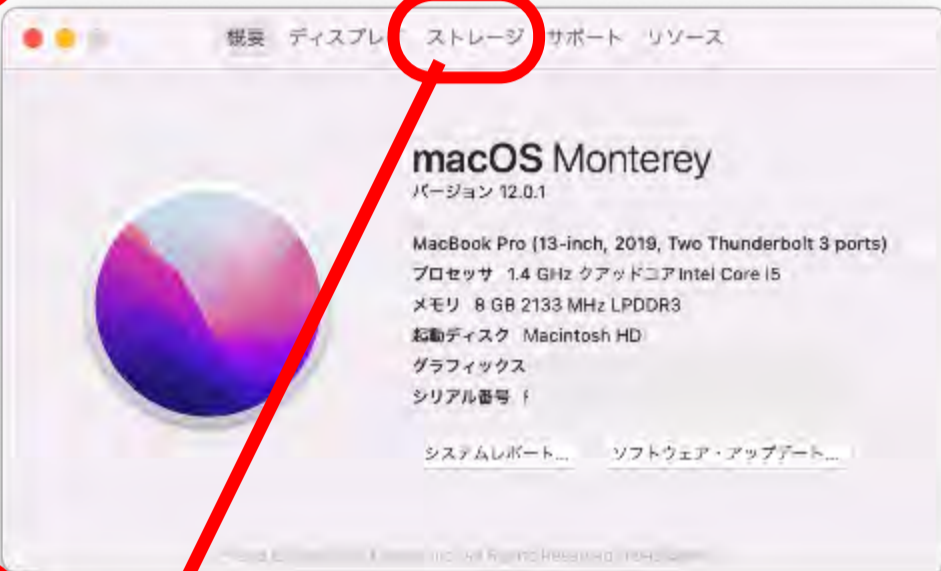 概要 ディスプレ ストレージ サポート リソース
macOS Monterey
バージョン 12.0.1
MacBook Pro (13-inch, 2019, Two Thunderbolt 3 ports)
プロセッサ 1.4 GHz クアッドコアIntel Core i5
メモリ 8 GB 2133 MHz LPDDR3
起動ディスク Macintosh HD
グラフィックス
シリアル番号
システムレポート... ソフトウェア・アップデート...